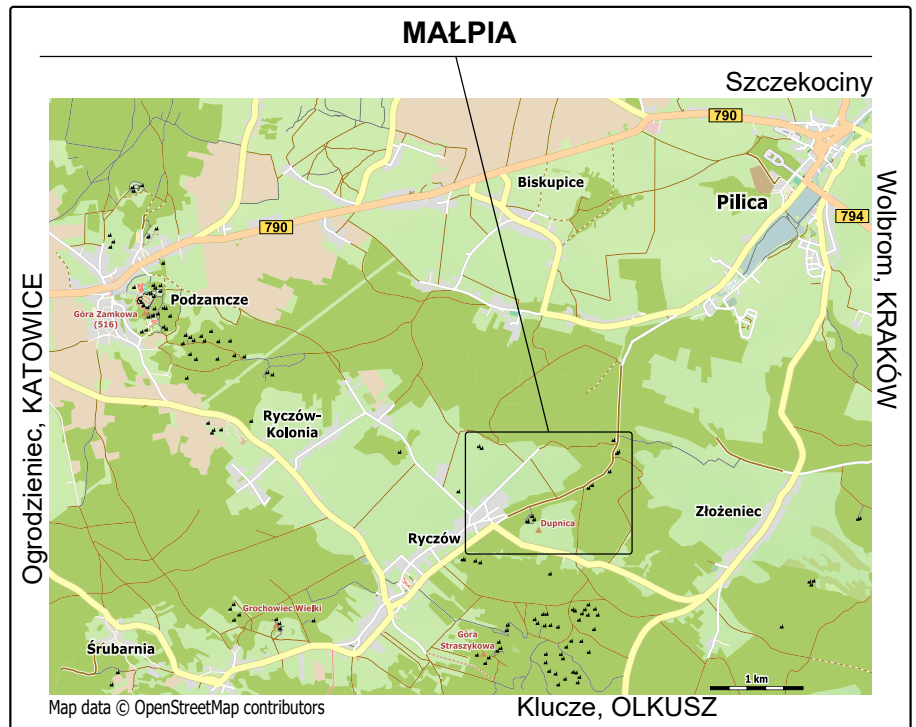 MAŁPIA
Szczekociny
790
Biskupice
Pilica
Wolbrom, KRAKÓW
794
790
Podzamcze
Góra Zamkowa
(516)
Ogrodzieniec, KATOWICE
Ryczów-
Kolonia
Złożeniec
Dupnica
Ryczów
Grochowiec Wielki
Góra
Straszykowa
Śrubarnia
1 km
Map data © OpenStreetMap contributors
Klucze, OLKUSZ